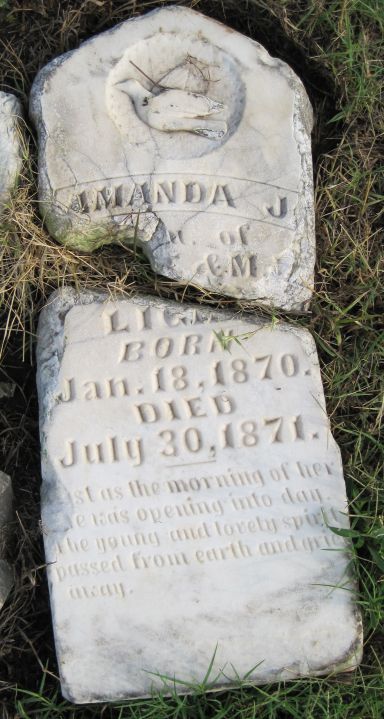 AMANDA J
of
& M
BORN
Jan. 18, 1870.
DIED
July 30, 1871.
as the morning of her
was opening into day
The young and lovely spirit
passed from earth and grief
away.